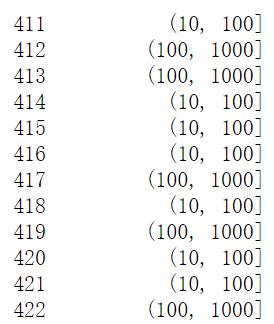 411 (10, 100]
412 (100, 1000]
413 (100, 1000]
414 (10, 100]
415 (10, 100]
416 (10, 100]
417 (100, 1000]
418 (10, 100]
419 (100, 1000]
420 (10, 100]
421 (10, 100]
422 (100, 1000]